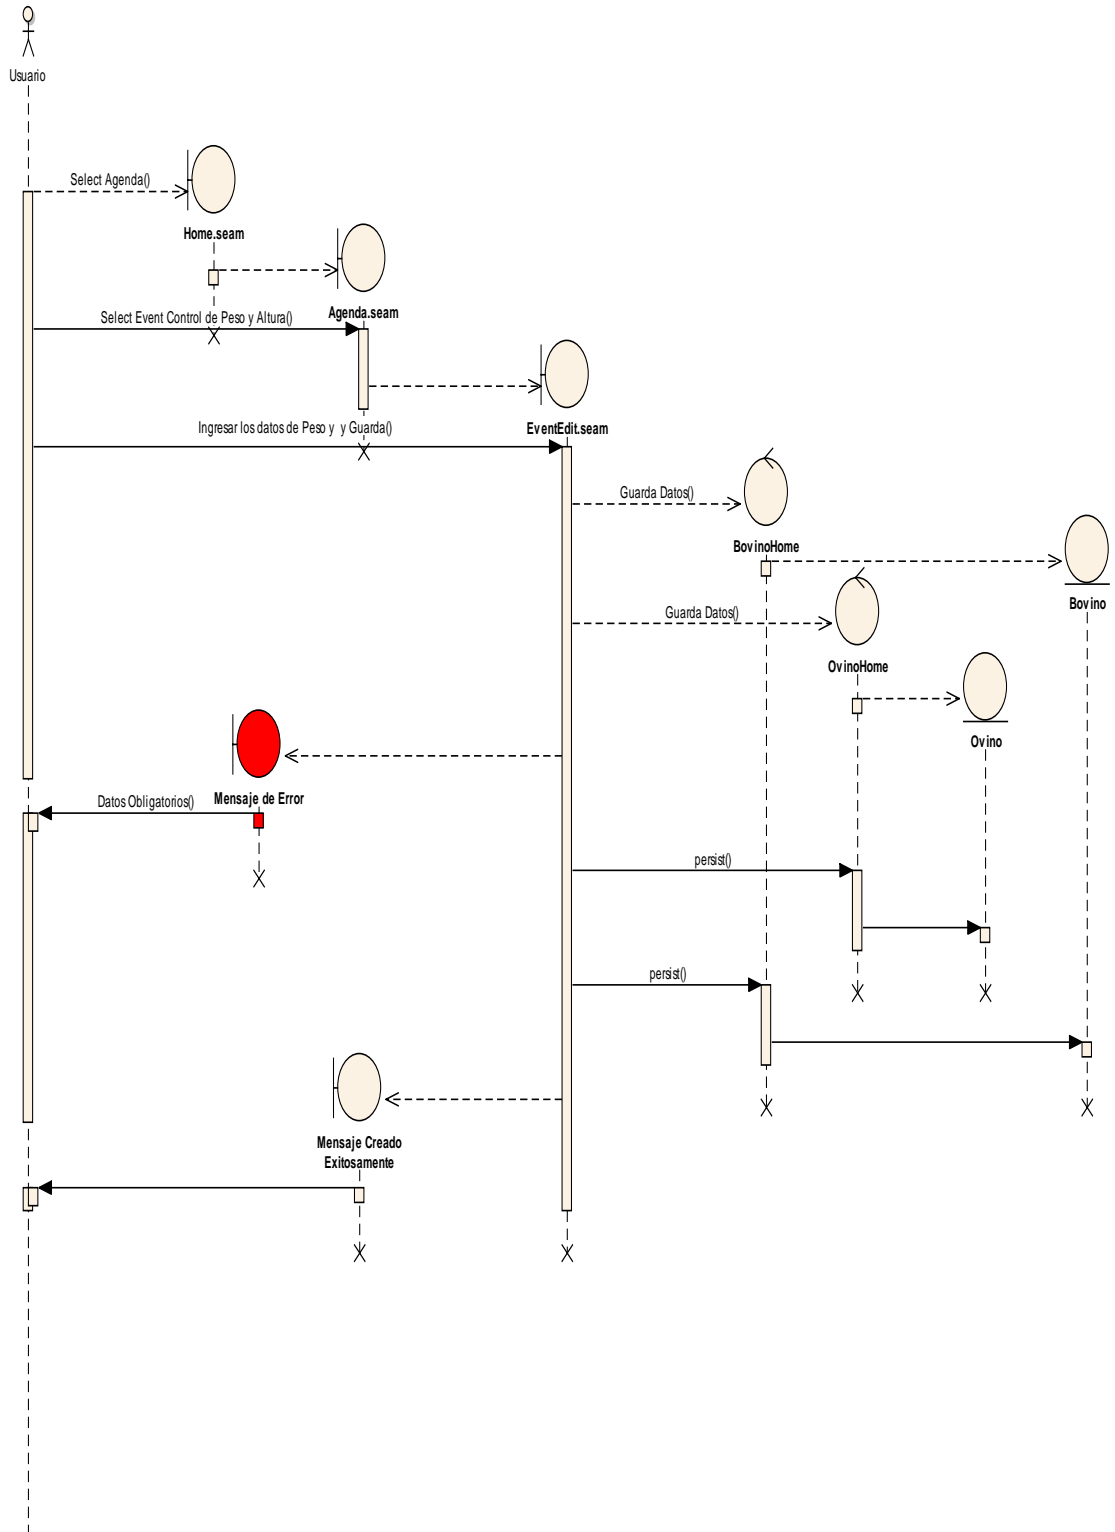 Usuario
Select Agenda()
Home.seam
Agenda.seam
Select Event Control de Peso y Altura()
Ingresar los datos de Peso y  y Guarda()
EventEdit.seam
Guarda Datos()
BovinoHome
Bovino
Guarda Datos()
OvinoHome
Ovino
Mensaje de Error
Datos Obligatorios()
persist()
persist()
Mensaje Creado
Exitosamente